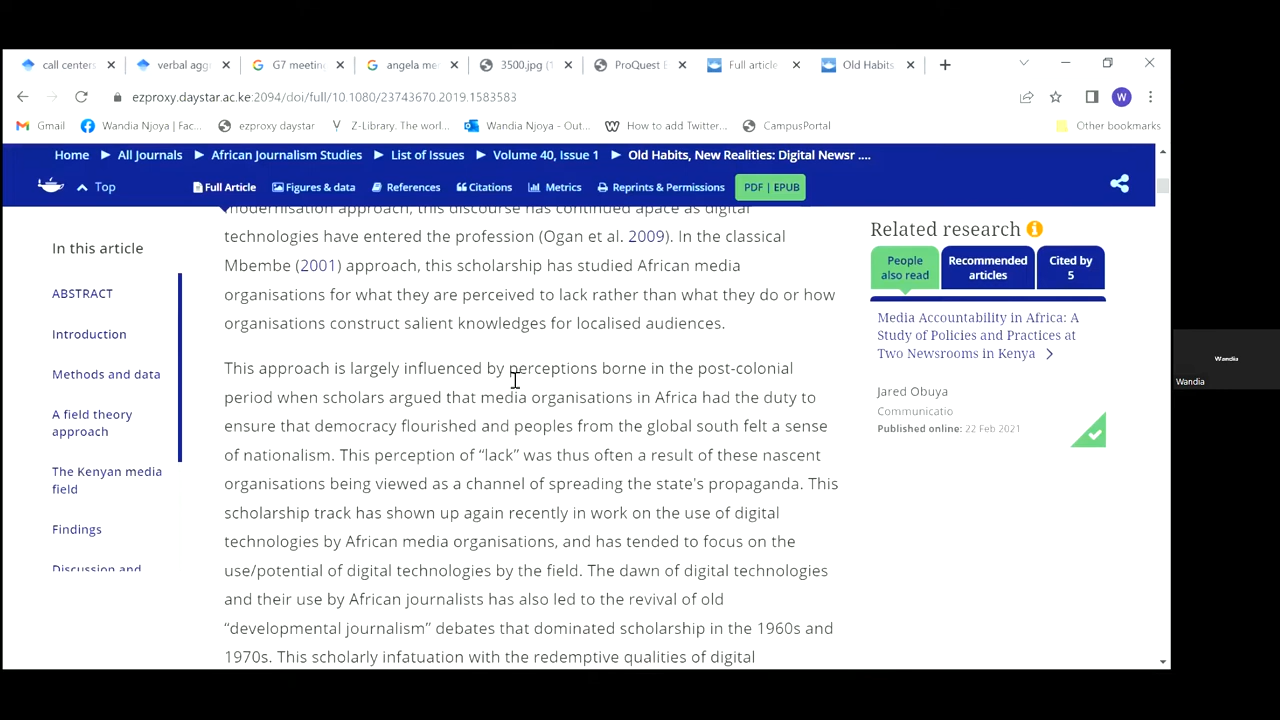 call centers
verbal agg
G7 meetin
angela me
3500.jpg (
ProQuest E
Full article
Old Habits,
ezproxy.daystar.ac.ke:2094/doi/full/10.1080/23743670.2019.1583583
Gmail
Wandia Njoya | Fac...
ezproxy daystar
Z-Library. The worl...
Wandia Njoya - Out...
How to add Twitter...
CampusPortal
Other bookmarks
Home All Journals African Journalism Studies List of Issues Volume 40, Issue 1 Old Habits, New Realities: Digital Newsr ....
Top Full Article Figures & data References Citations Metrics Reprints & Permissions PDF | EPUB
In this article
ABSTRACT
Introduction
Methods and data
A field theory
approach
The Kenyan media
field
Findings
Discussion and
modernisation approach, this discourse has continued apace as digital
technologies have entered the profession (Ogan et al. 2009). In the classical
Mbembe (2001) approach, this scholarship has studied African media
organisations for what they are perceived to lack rather than what they do or how
organisations construct salient knowledges for localised audiences.
This approach is largely influenced by perceptions borne in the post-colonial
period when scholars argued that media organisations in Africa had the duty to
ensure that democracy flourished and peoples from the global south felt a sense
of nationalism. This perception of “lack” was thus often a result of these nascent
organisations being viewed as a channel of spreading the state's propaganda. This
scholarship track has shown up again recently in work on the use of digital
technologies by African media organisations, and has tended to focus on the
use/potential of digital technologies by the field. The dawn of digital technologies
and their use by African journalists has also led to the revival of old
“developmental journalism” debates that dominated scholarship in the 1960s and
1970s. This scholarly infatuation with the redemptive qualities of digital
Related research
People
also read
Recommended
articles
Cited by
5
Media Accountability in Africa: A
Study of Policies and Practices at
Two Newsrooms in Kenya
Jared Obuya
Communicatio
Published online: 22 Feb 2021
Wandia
Wandia